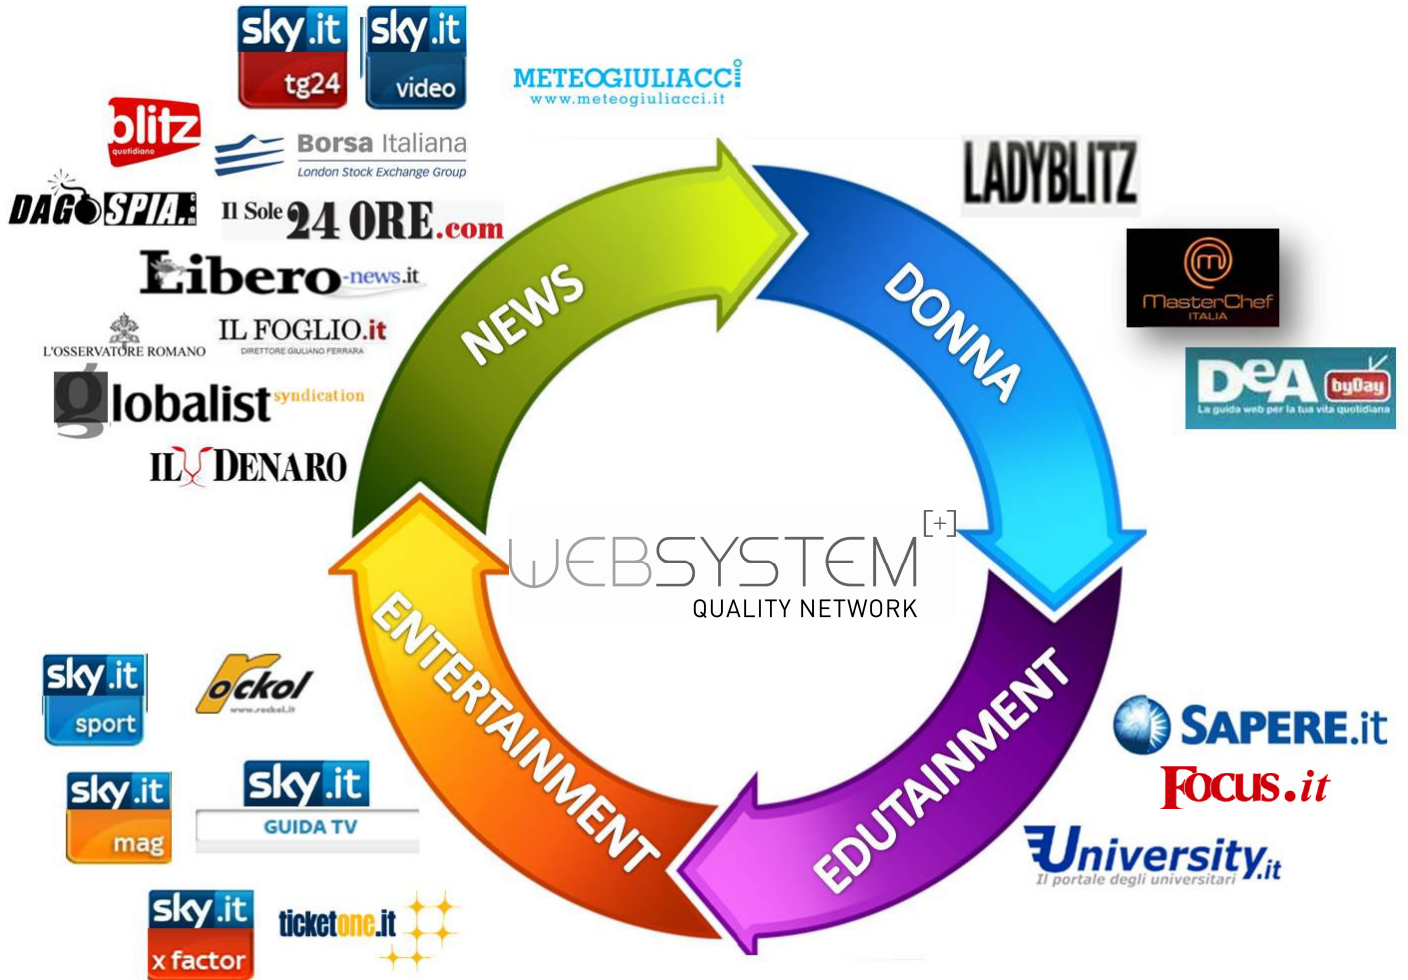 sky.it
tg24
sky.it
video
METEOGIULIACCI
www.meteogiuliacci.it
blitz
quotidiano
Borsa Italiana
London Stock Exchange Group
DAGOSPIA.com
Il Sole 24 ORE.com
Libero-news.it
L'OSSERVATORE ROMANO
IL FOGLIO.it
DIRETTORE GIULIANO FERRARA
globalist syndication
IL DENARO
NEWS
LADYBLITZ
DONNA
m
MasterChef
ITALIA
DeA byDay
La guida web per la tua vita quotidiana
WEBSYSTEM [+]
QUALITY NETWORK
ENTERTAINMENT
EDUTAINMENT
sky.it
sport
rockol
www.rockol.it
sky.it
mag
sky.it
GUIDA TV
sky.it
x factor
ticketone.it
SAPERE.it
FOCUS.it
University.it
Il portale degli universitari